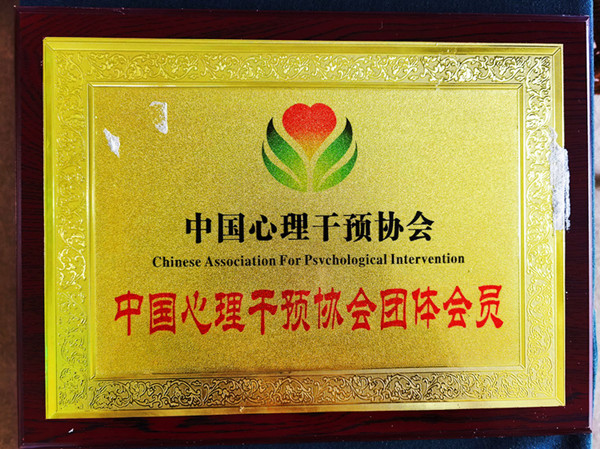 中国心理干预协会
Chinese Association For Psychological Intervention
中国心理干预协会团体会员